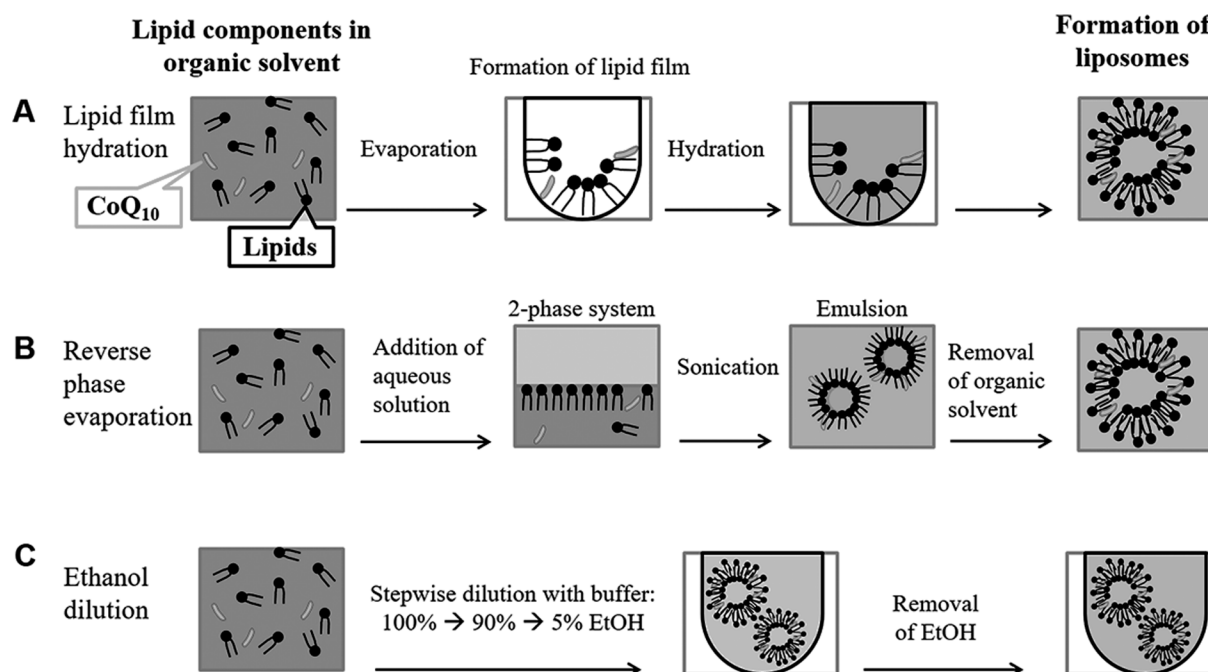 Lipid components in
organic solvent
Formation of lipid film
Formation of
liposomes
A
Lipid film
hydration
Evaporation
Hydration
CoQ10
Lipids
B
Reverse
phase
evaporation
Addition of
aqueous
solution
2-phase system
Sonication
Emulsion
Removal
of organic
solvent
C
Ethanol
dilution
Stepwise dilution with buffer:
100% → 90% → 5% EtOH
Removal
of EtOH